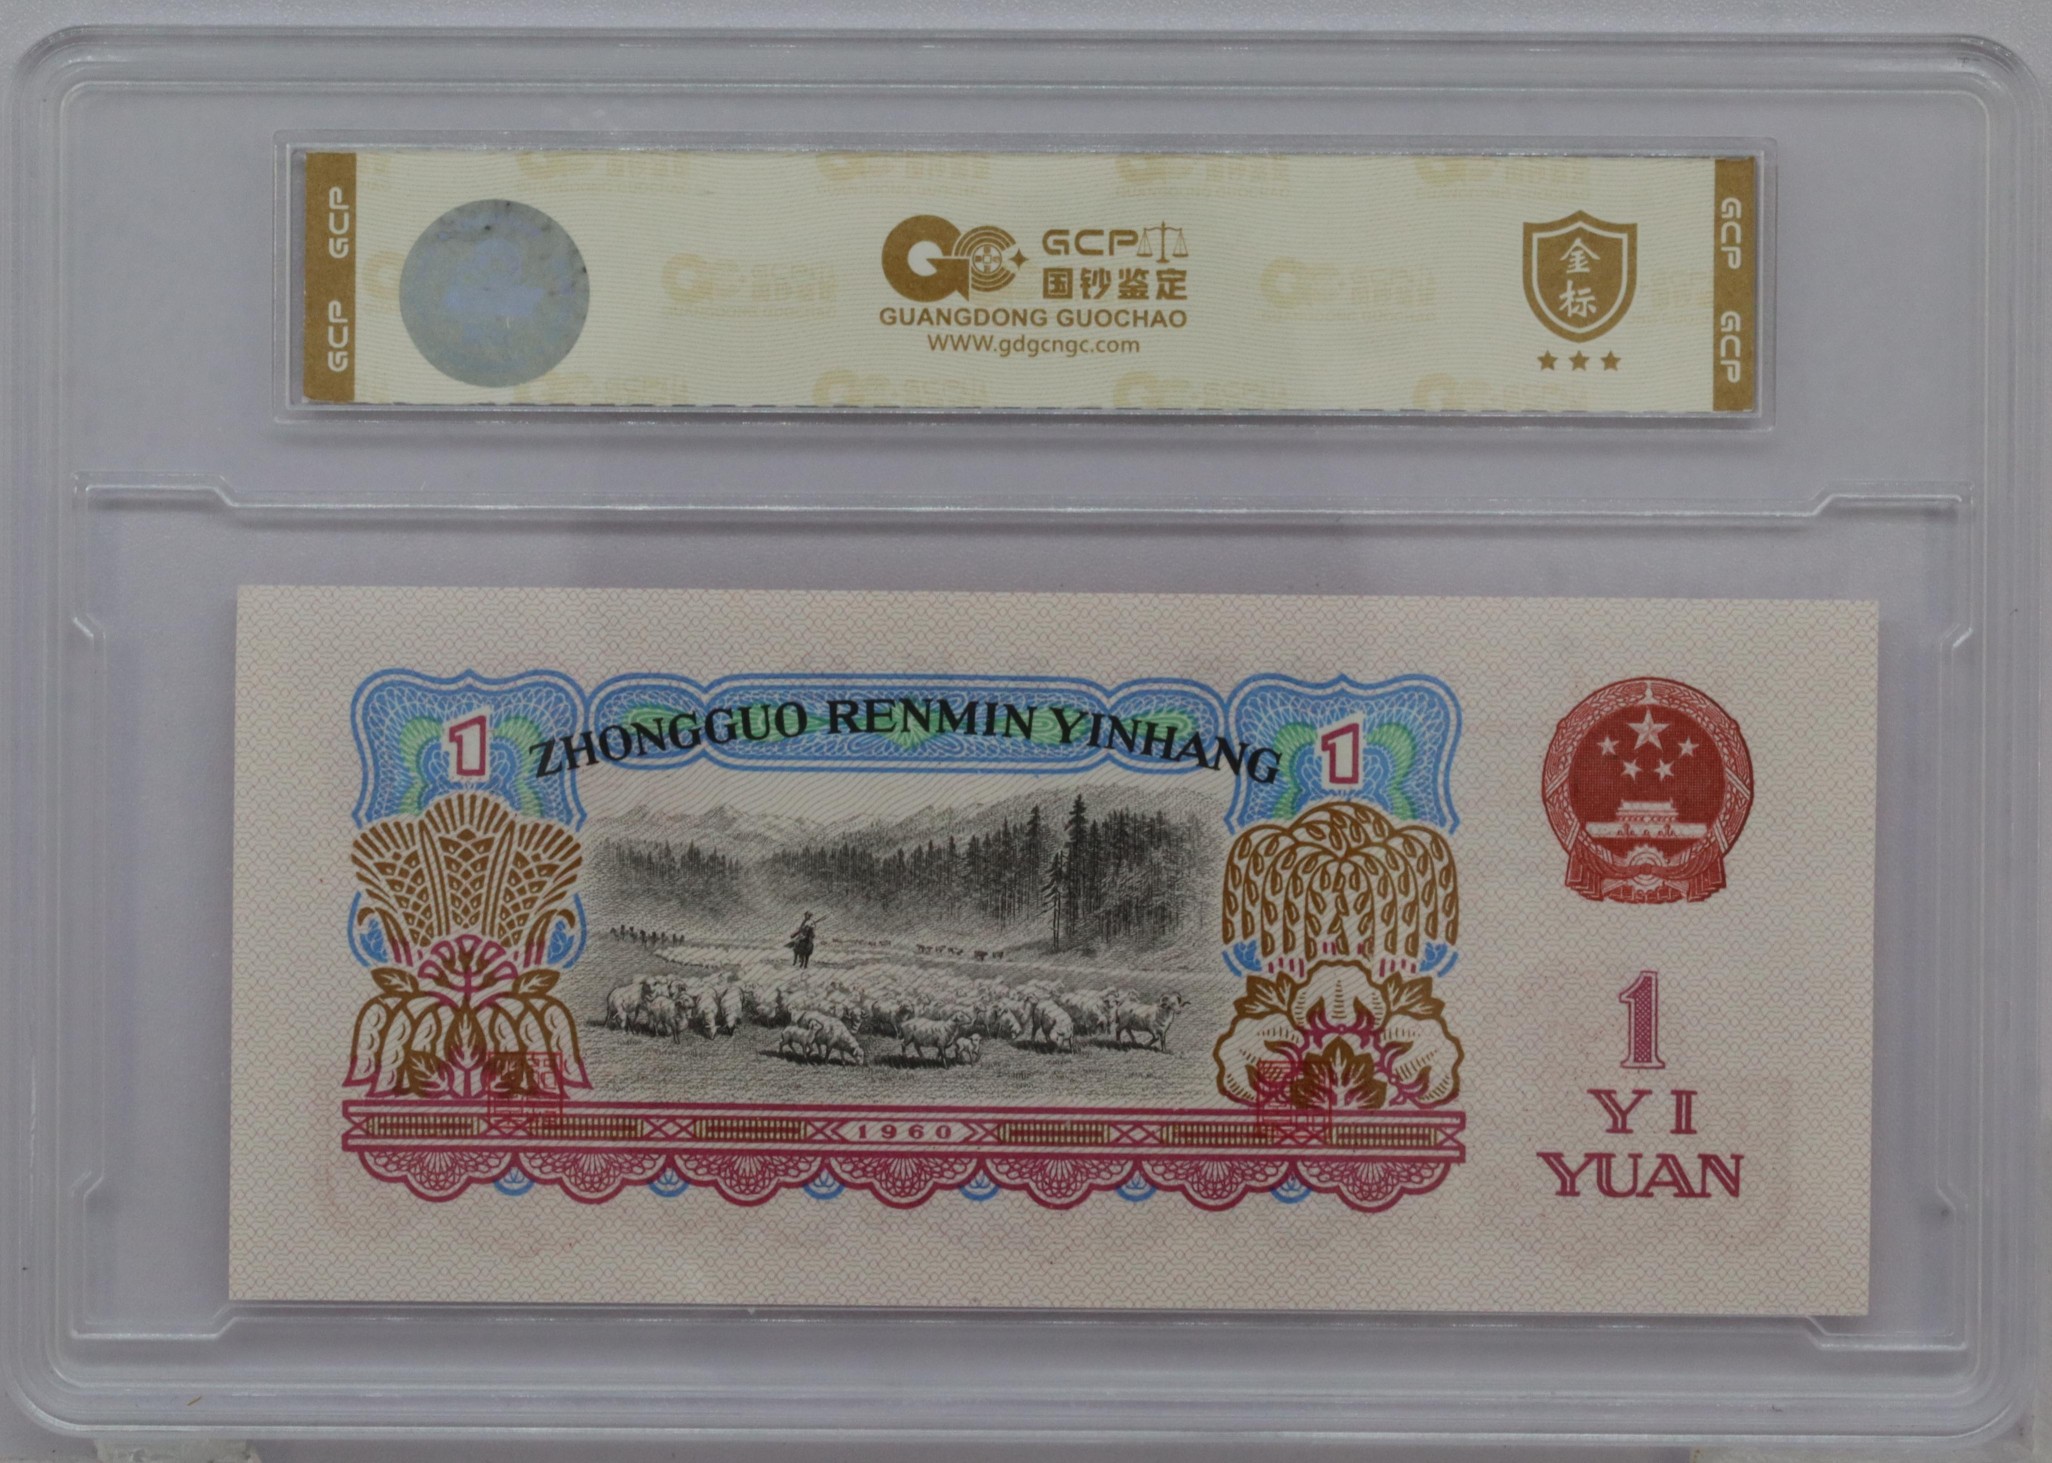 GCP GCP
GCP
国钞鉴定
GUANGDONG GUOCHAO
WWW.gdgcngc.com
金
标
GCP GCP
1 ZHONGGUO RENMIN YINHANG 1
1960
1
YI
YUAN